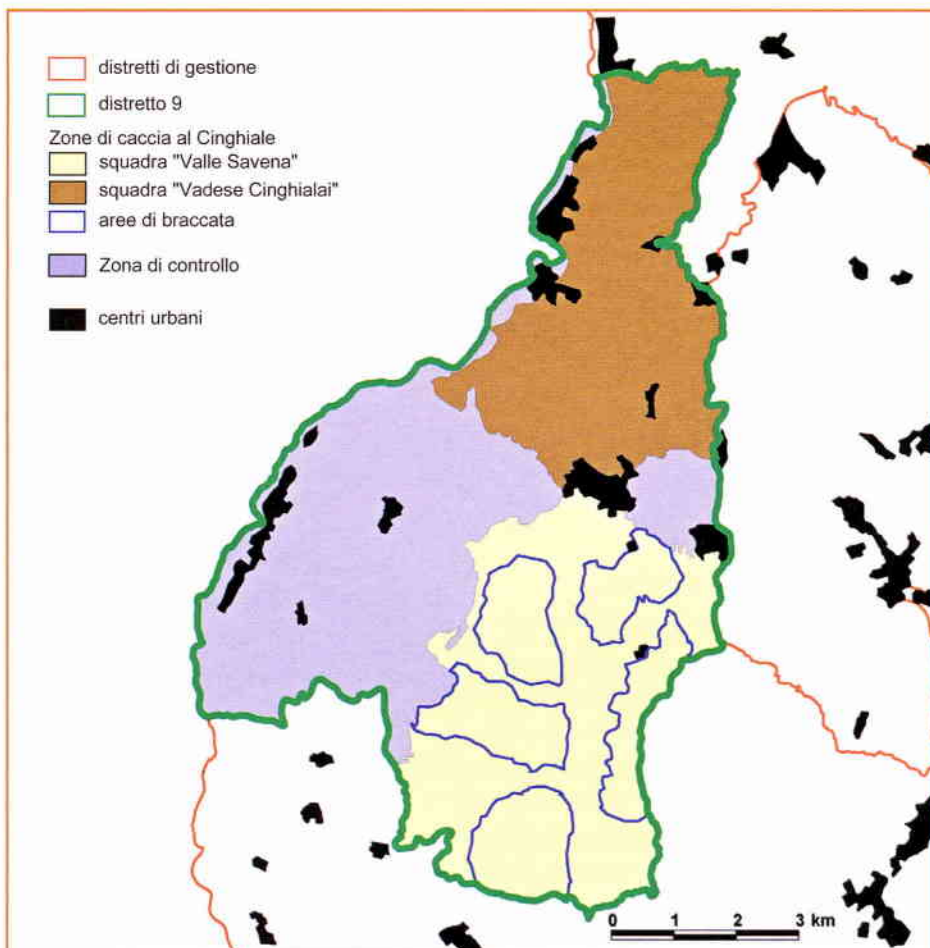 distretti di gestione
distretto 9
Zone di caccia al Cinghiale
squadra "Valle Savena"
squadra "Vadese Cinghialai"
aree di braccata
Zona di controllo
centri urbani
0 1 2 3 km